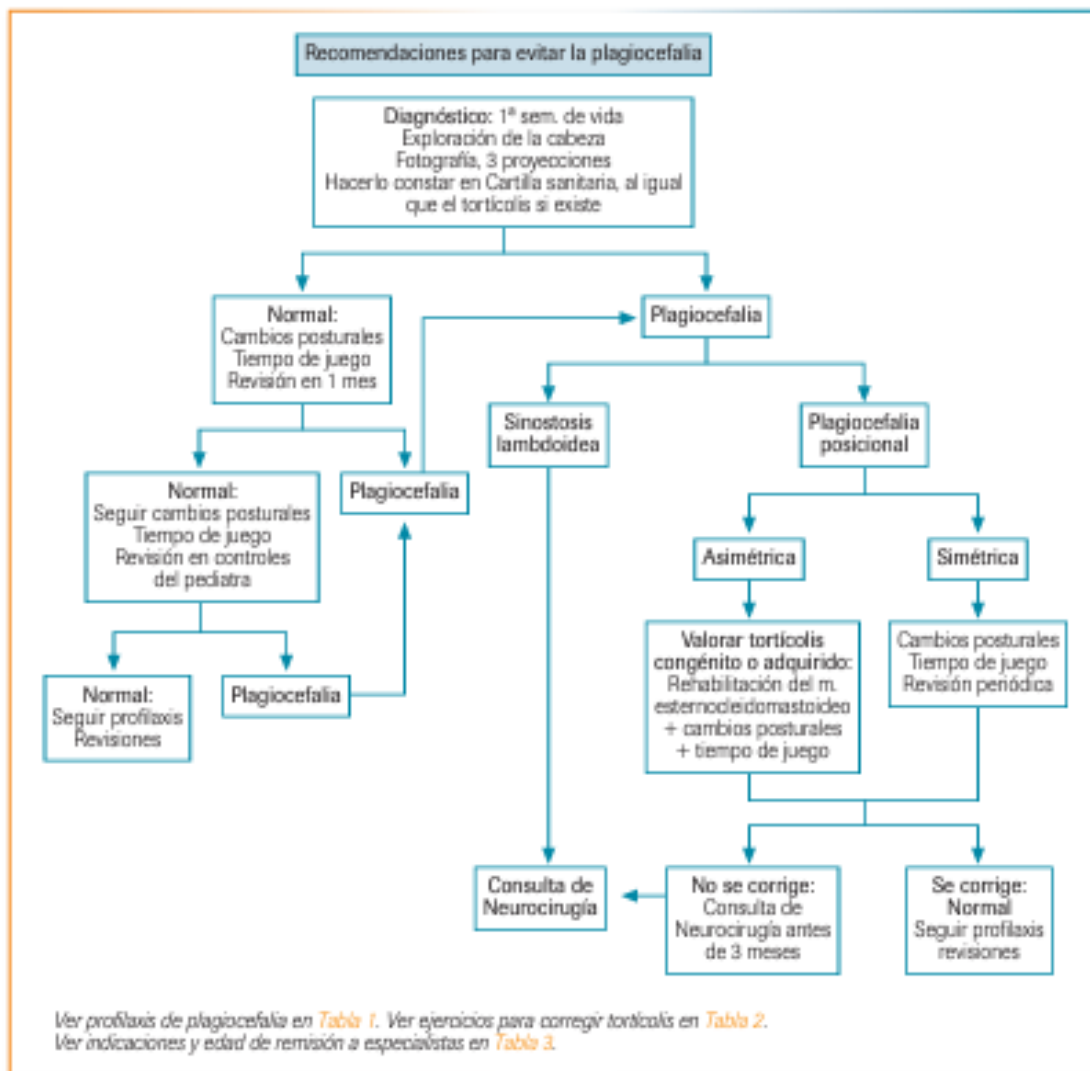 Recomendaciones para evitar la plagiocefalia
Diagnóstico: 1ª sem. de vida
Exploración de la cabeza
Fotografía, 3 proyecciones
Hacerlo constar en Cartilla sanitaria, al igual
que el tortícolis si existe
Normal:
Cambios posturales
Tiempo de juego
Revisión en 1 mes
Plagiocefalia
Sinostosis
lambdoidea
Plagiocefalia
posicional
Normal:
Seguir cambios posturales
Tiempo de juego
Revisión en controles
del pediatra
Plagiocefalia
Asimétrica
Simétrica
Normal:
Seguir profilaxis
Revisiones
Plagiocefalia
Valorar tortícolis
congénito o adquirido:
Rehabilitación del m.
esternocleidomastoideo
+ cambios posturales
+ tiempo de juego
Cambios posturales
Tiempo de juego
Revisión periódica
Consulta de
Neurocirugía
No se corrige:
Consulta de
Neurocirugía antes
de 3 meses
Se corrige:
Normal
Seguir profilaxis
revisiones
Ver profilaxis de plagiocefalia en Tabla 1. Ver ejercicios para corregir tortícolis en Tabla 2.
Ver indicaciones y edad de remisión a especialistas en Tabla 3.